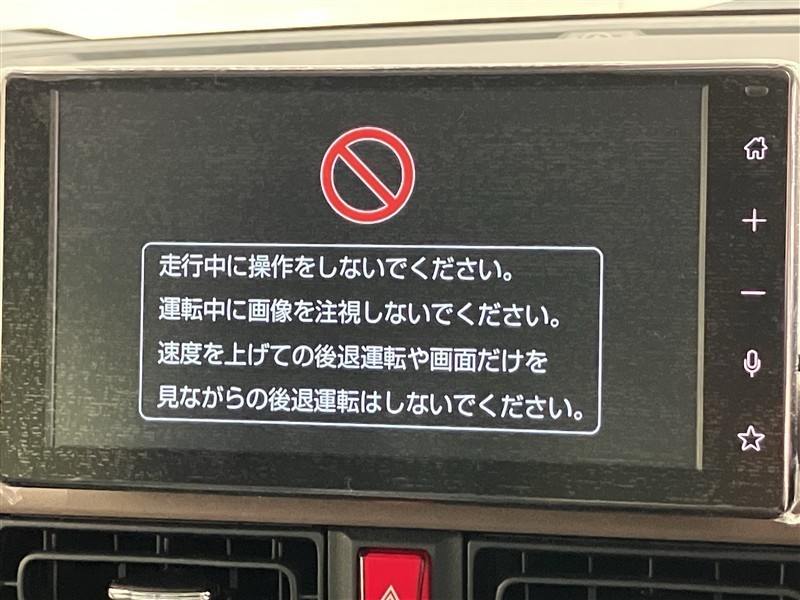 走行中に操作をしないでください。
運転中に画像を注視しないでください。
速度を上げての後退運転や画面だけを
見ながらの後退運転はしないでください。